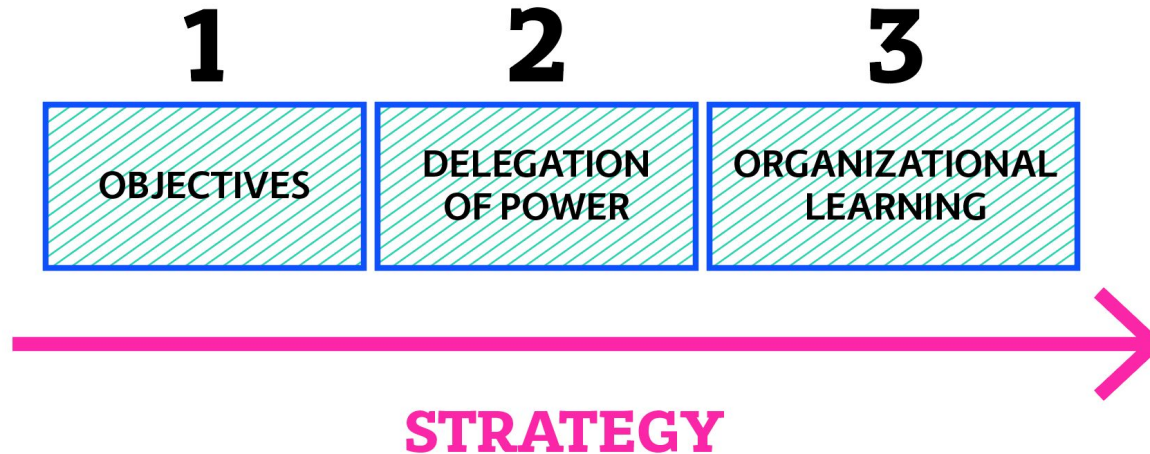 1
2
3
OBJECTIVES
DELEGATION
OF POWER
ORGANIZATIONAL
LEARNING
STRATEGY